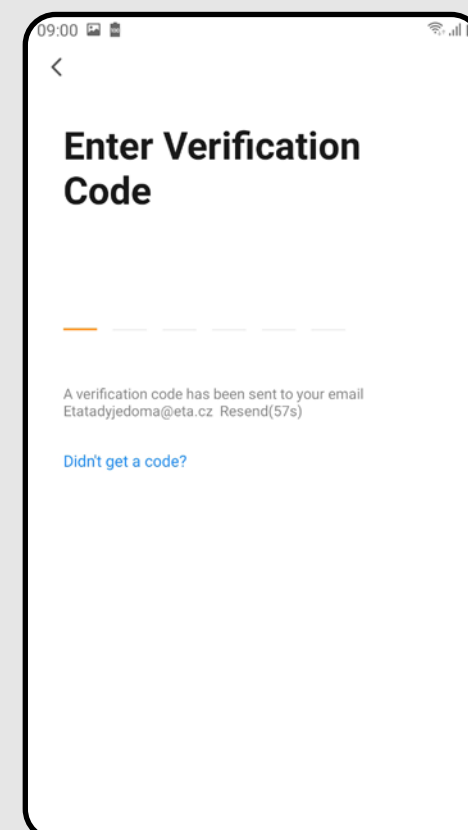 09:00
Enter Verification
Code
A verification code has been sent to your email
Etatadyjedoma@eta.cz Resend(57s)
Didn't get a code?